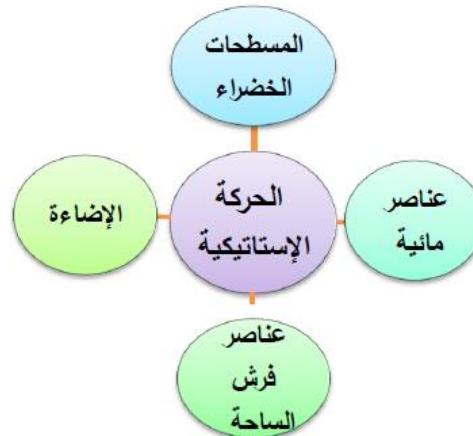 المسطحات
الخضراء
الحركة
الإستاتيكية
عناصر
مائية
الإضاءة
عناصر
فرش
الساحة